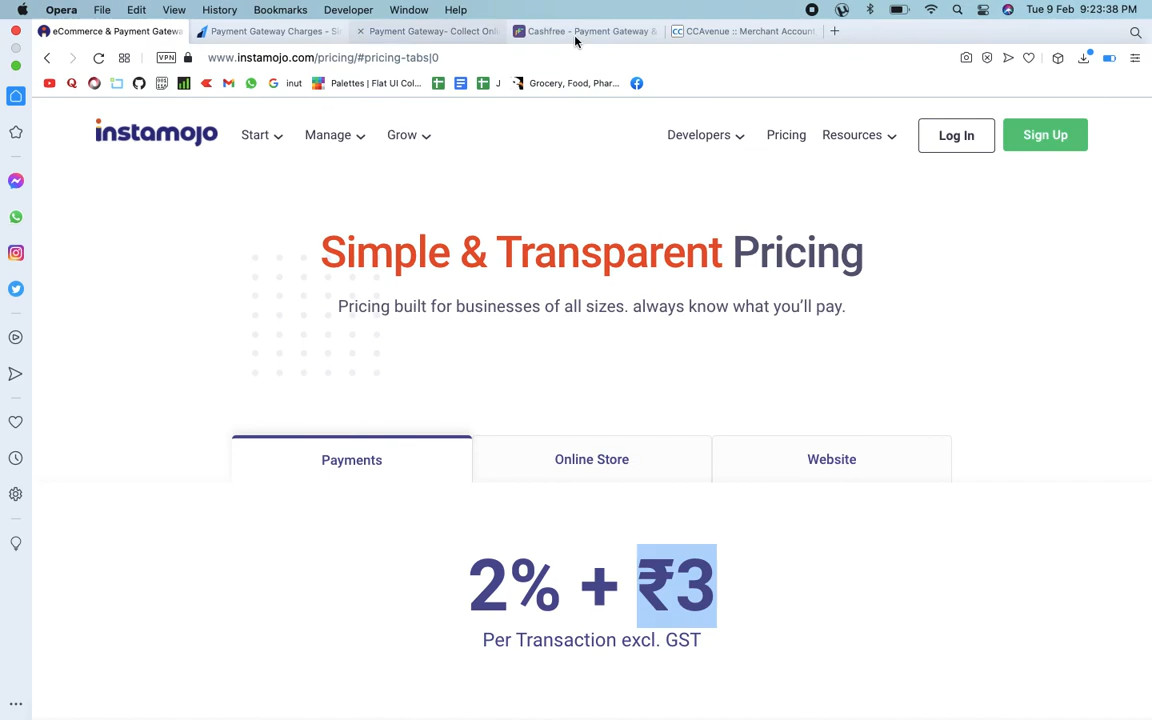 Opera File Edit View History Bookmarks Developer Window Help Tue 9 Feb 9:23:38 PM
eCommerce & Payment Gatewa Payment Gateway Charges - Si Payment Gateway- Collect Onli Cashfree - Payment Gateway & CC CCAvenue :: Merchant Account
VPN www.instamojo.com/pricing/#pricing-tabs|0
inut Palettes | Flat UI Col... J Grocery, Food, Phar...
instamojo Start Manage Grow Developers Pricing Resources Log In Sign Up
Simple & Transparent Pricing
Pricing built for businesses of all sizes. always know what you'll pay.
Payments Online Store Website
2% + ₹3
Per Transaction excl. GST